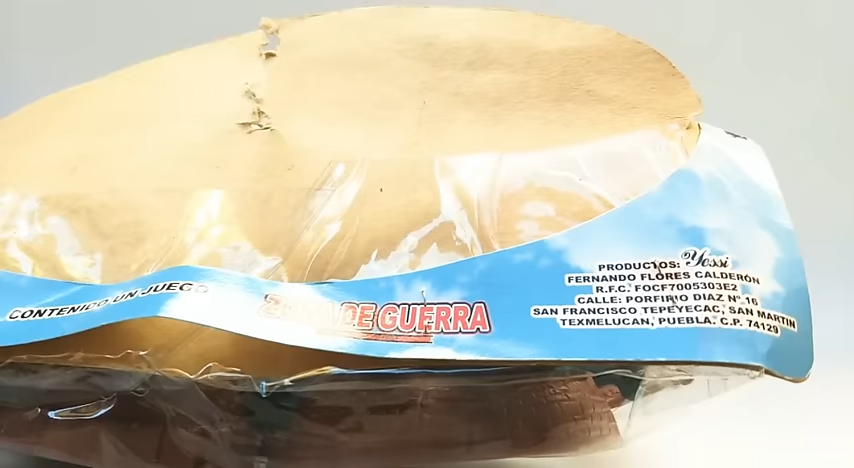 CONTENIDO UN JUEGO
ZONA DE GUERRA
PRODUCTOS: Yossi
FERNANDO FLORES CALDERÓN
R.F.C. FOCF7005303E2
CALLE: PORFIRIO DIAZ Nº 16
SAN FRANCISCO TEPEYECAC, SAN MARTIN
TEXMELUCAN, PUEBLA. C.P. 74129